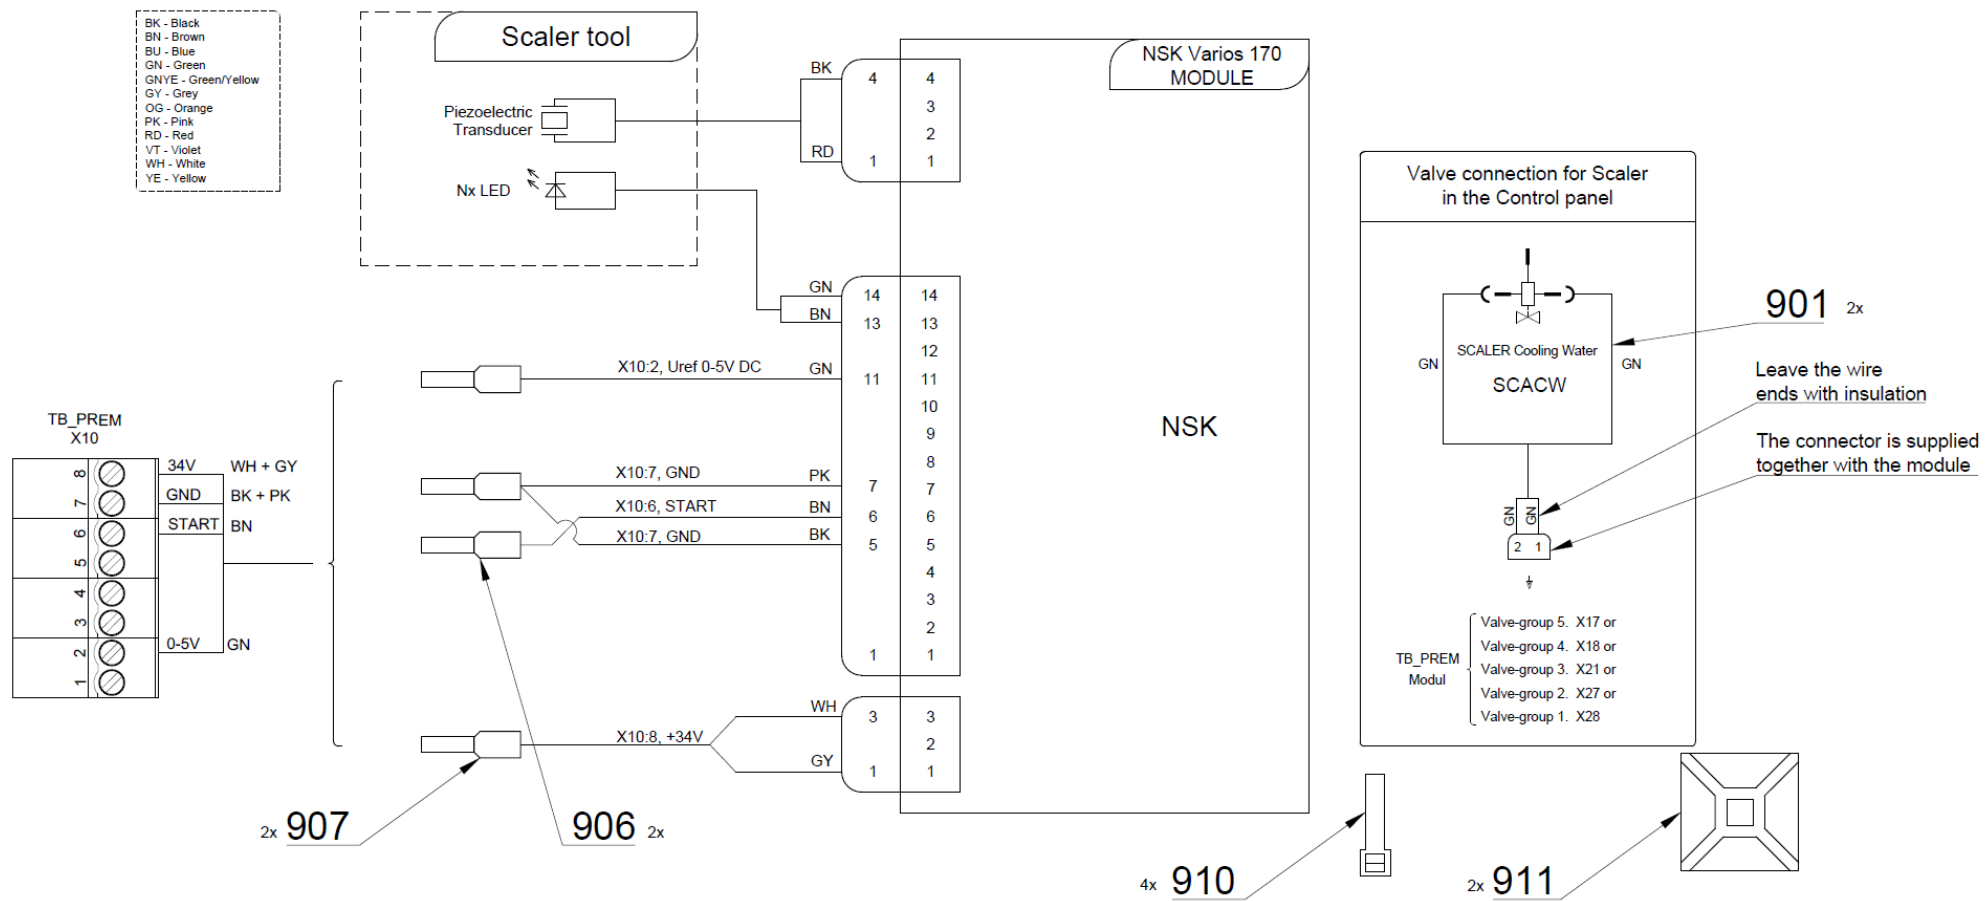 BK - Black
BN - Brown
BU - Blue
GN - Green
GNYE - Green/Yellow
GY - Grey
OG - Orange
PK - Pink
RD - Red
VT - Violet
WH - White
YE - Yellow
Scaler tool
Piezoelectric
Transducer
Nx LED
NSK Varios 170
MODULE
BK
4
4
3
2
RD
1
1
GN
14
14
BN
13
13
12
X10:2, Uref 0-5V DC
GN
11
11
10
9
8
X10:7, GND
PK
7
7
X10:6, START
BN
6
6
X10:7, GND
BK
5
5
4
3
2
1
1
WH
3
3
X10:8, +34V
2
GY
1
1
NSK
TB_PREM
X10
8
34V
WH + GY
7
GND
BK + PK
6
START
BN
5
4
3
2
0-5V
GN
1
2x 907
906 2x
Valve connection for Scaler
in the Control panel
GN
SCALER Cooling Water
SCACW
GN
901 2x
Leave the wire
ends with insulation
The connector is supplied
together with the module
GN
GN
2 1
TB_PREM
Modul
Valve-group 5. X17 or
Valve-group 4. X18 or
Valve-group 3. X21 or
Valve-group 2. X27 or
Valve-group 1. X28
4x 910
2x 911